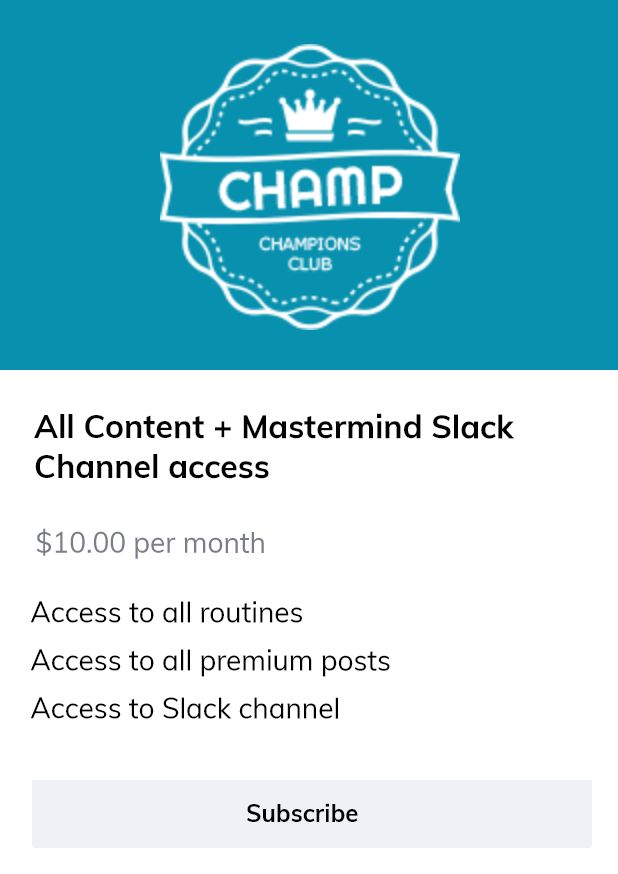 CHAMP
CHAMPIONS
CLUB
All Content + Mastermind Slack
Channel access
$10.00 per month
Access to all routines
Access to all premium posts
Access to Slack channel
Subscribe